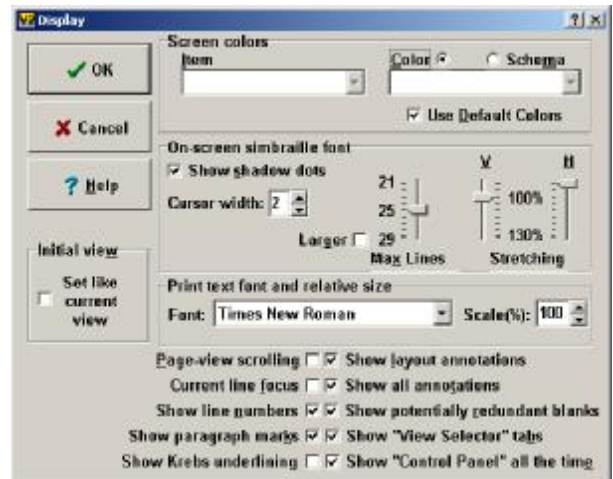 Display
OK
Cancel
Help
Initial view
Set like
current
view
Screen colors
Item
Color
Schema
Use Default Colors
On-screen simbraille font
Show shadow dots
Cursor width: 2
Larger
21
25
29
Max Lines
V
H
100%
130%
Stretching
Print text font and relative size
Font: Times New Roman
Scale(%): 100
Page-view scrolling
Show layout annotations
Current line focus
Show all annotations
Show line numbers
Show potentially redundant blanks
Show paragraph marks
Show "View Selector" tabs
Show Krebs underlining
Show "Control Panel" all the time